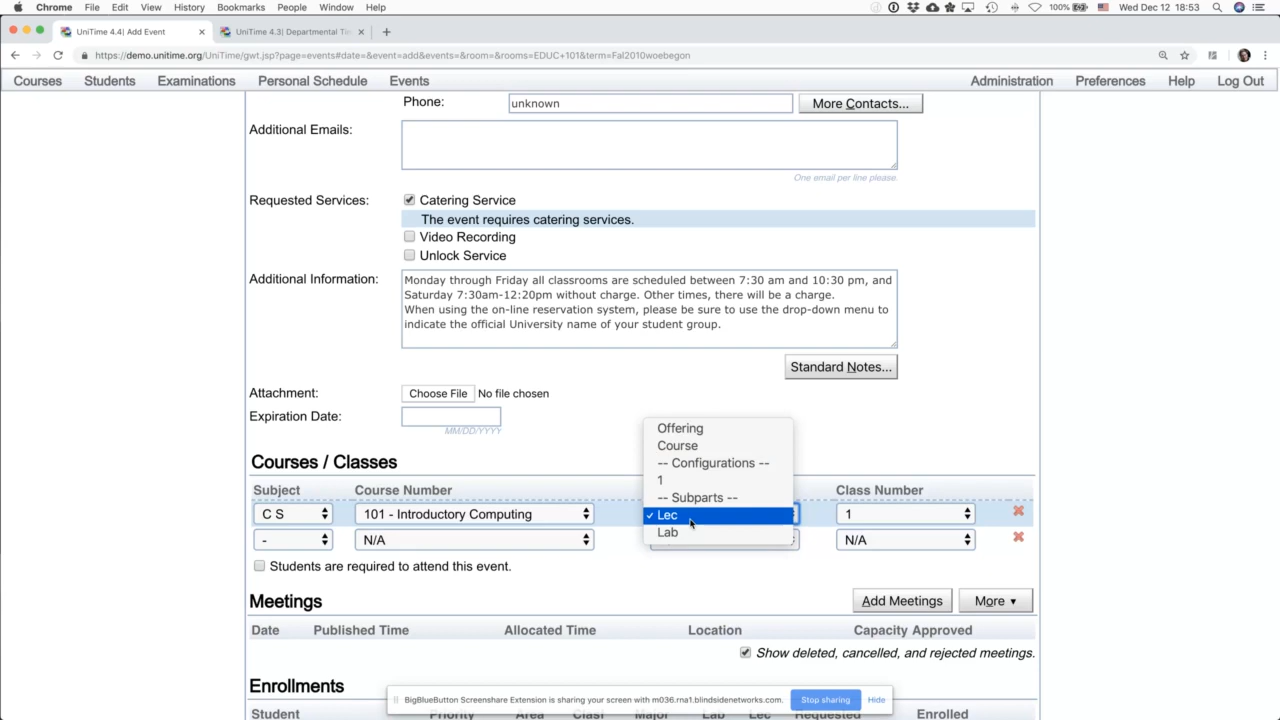 Chrome File Edit View History Bookmarks People Window Help 100% Wed Dec 12 18:53
UniTime 4.4| Add Event UniTime 4.3| Departmental Ti
https://demo.unitime.org/UniTime/gwt.jsp?page=events#date=&event=add&events=&room=&rooms=EDUC+101&term=Fal2010woebegon
Courses Students Examinations Personal Schedule Events Administration Preferences Help Log Out
Phone: unknown More Contacts...
Additional Emails:
One email per line please.
Requested Services: Catering Service
The event requires catering services.
Video Recording
Unlock Service
Additional Information: Monday through Friday all classrooms are scheduled between 7:30 am and 10:30 pm, and
Saturday 7:30am-12:20pm without charge. Other times, there will be a charge.
When using the on-line reservation system, please be sure to use the drop-down menu to
indicate the official University name of your student group.
Standard Notes...
Attachment: Choose File No file chosen
Expiration Date:
MM/DD/YYYY
Offering
Course
-- Configurations --
1
-- Subparts --
Lec
Lab
Courses / Classes
Subject Course Number Class Number
C S 101 - Introductory Computing 1
- N/A N/A
Students are required to attend this event.
Meetings Add Meetings More ▾
Date Published Time Allocated Time Location Capacity Approved
Show deleted, cancelled, and rejected meetings.
Enrollments
BigBlueButton Screenshare Extension is sharing your screen with m036.rna1.blindsidenetworks.com. Stop sharing Hide
Student Priority Area Clasf Major Lab Lec Requested Enrolled